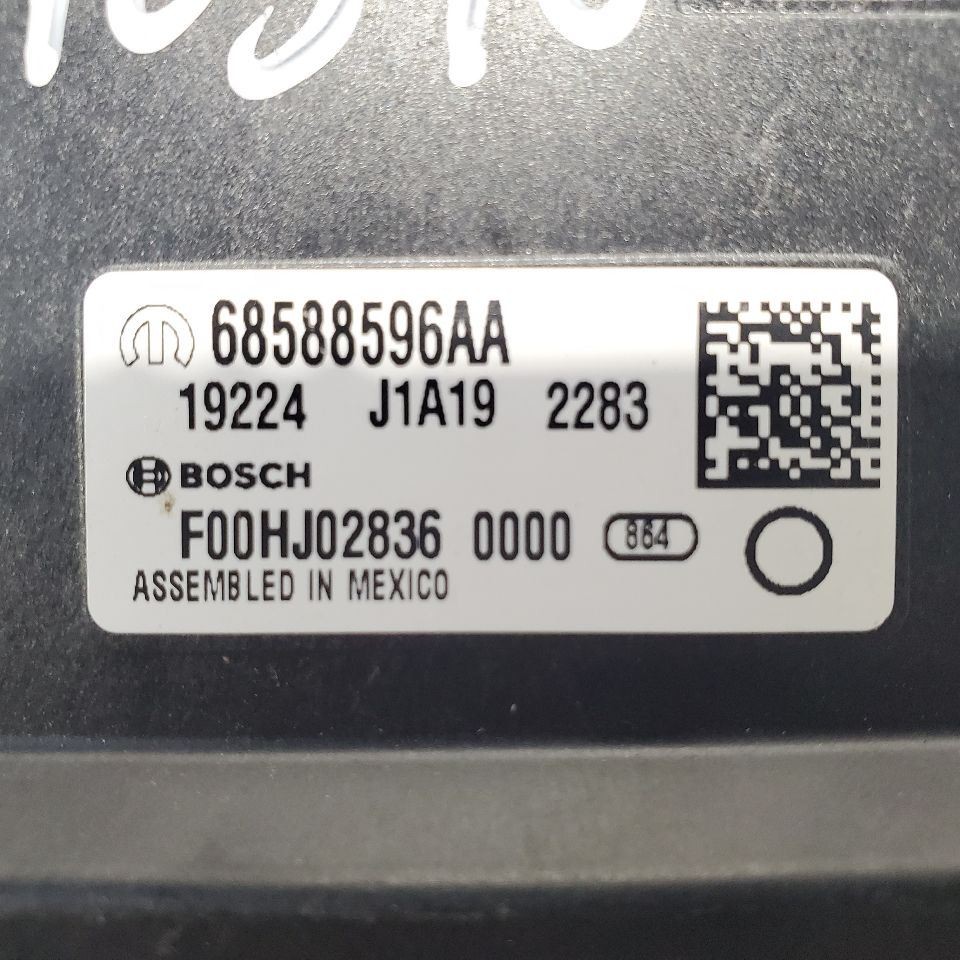 68588596AA
19224 J1A19 2283
BOSCH
F00HJ02836 0000 864
ASSEMBLED IN MEXICO